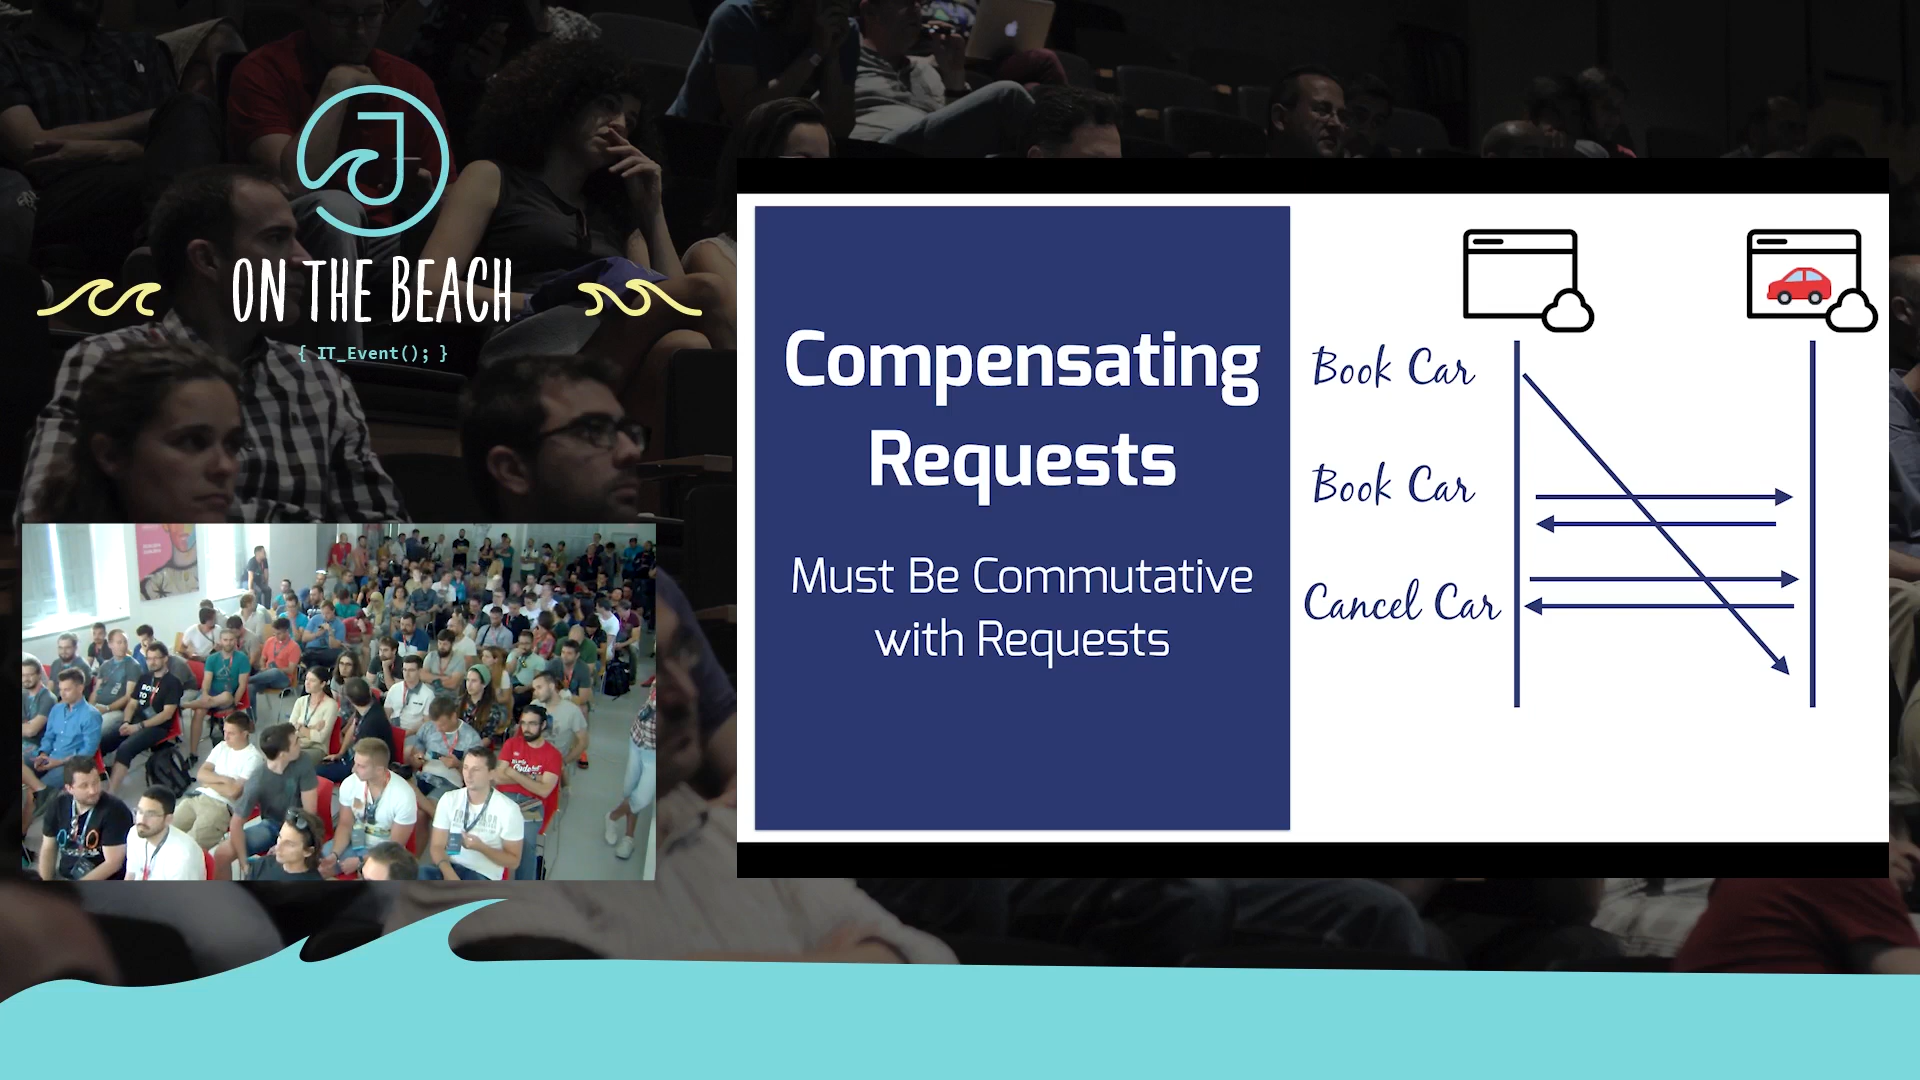 J
ON THE BEACH
{ IT_Event(); }
Compensating
Requests
Must Be Commutative
with Requests
Book Car
Book Car
Cancel Car